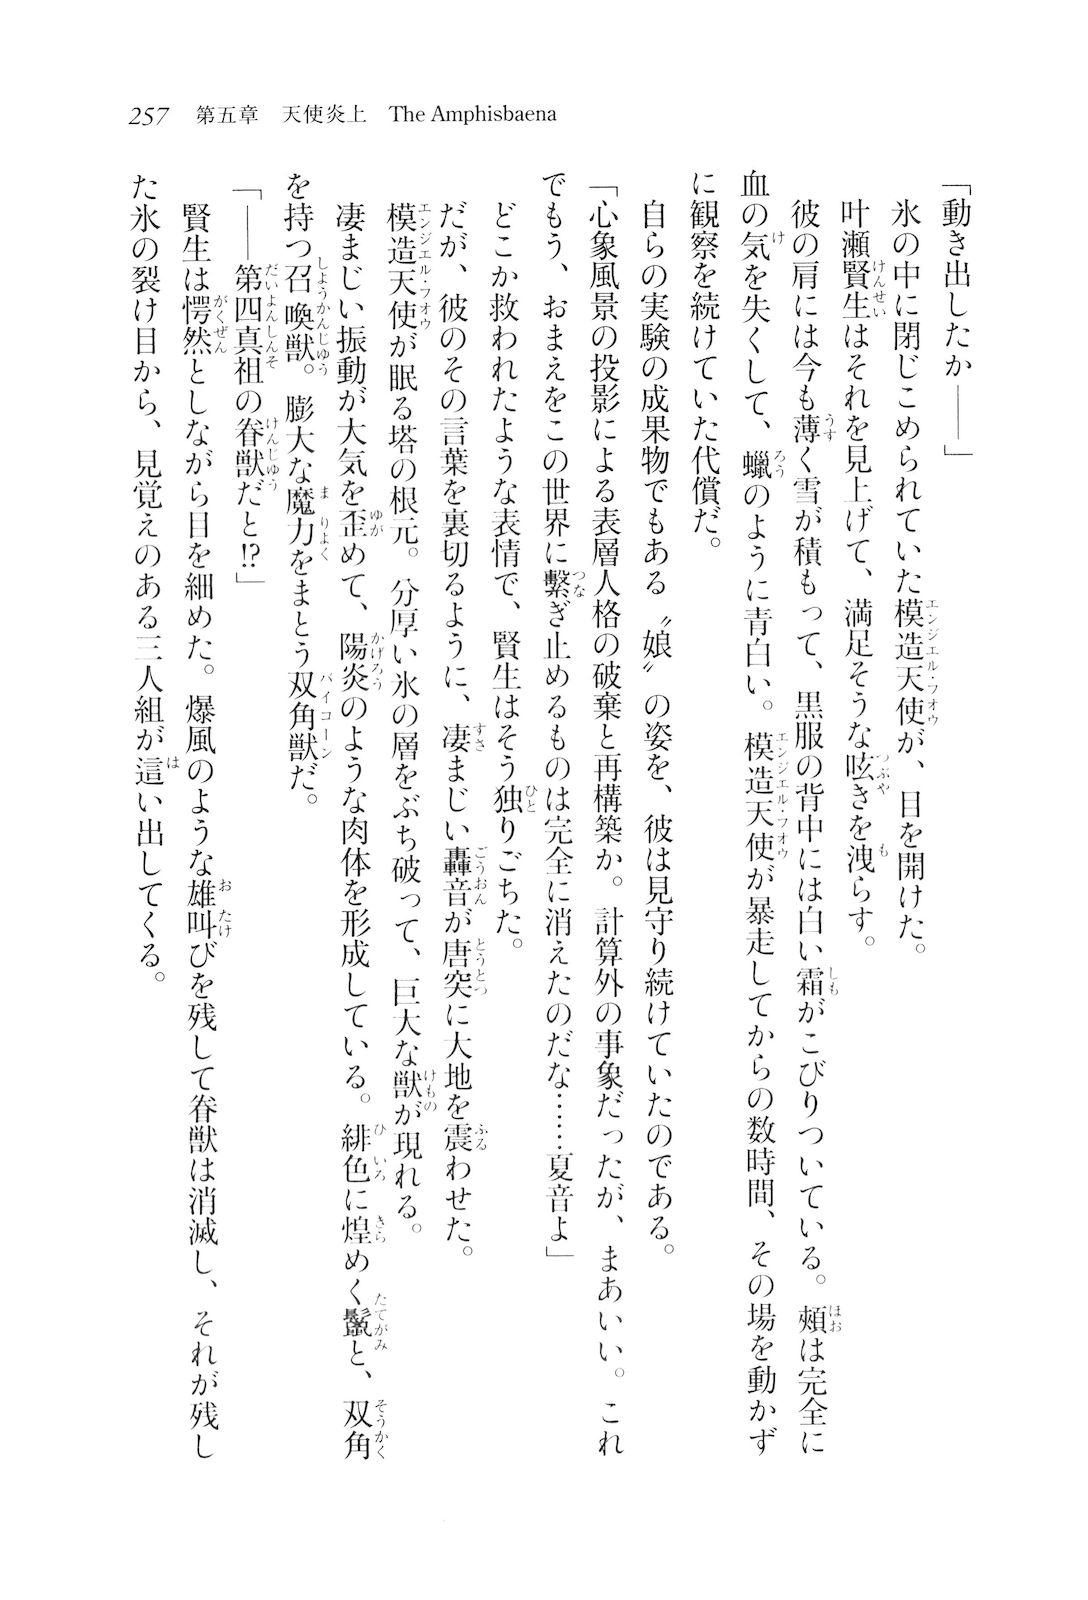 257 第五章 天使炎上 The Amphisbaena
「動き出したか――」
氷の中に閉じこめられていた模造天使が、目を開けた。
叶瀬賢生はそれを見上げて、満足そうな呟きを洩らす。
彼の肩には今も薄く雪が積もって、黒服の背中には白い霜がこびりついている。頰は完全に
血の気を失くして、蠟のように青白い。模造天使が暴走してからの数時間、その場を動かず
に観察を続けていた代償だ。
自らの実験の成果物でもある〝娘〟の姿を、彼は見守り続けていたのである。
「心象風景の投影による表層人格の破棄と再構築か。計算外の事象だったが、まあいい。これ
でもう、おまえをこの世界に繫ぎ止めるものは完全に消えたのだな……夏音よ」
どこか救われたような表情で、賢生はそう独りごちた。
だが、彼のその言葉を裏切るように、凄まじい轟音が唐突に大地を震わせた。
模造天使が眠る塔の根元。分厚い氷の層をぶち破って、巨大な獣が現れる。
凄まじい振動が大気を歪めて、陽炎のような肉体を形成している。緋色に煌めく鬣と、双角
を持つ召喚獣。膨大な魔力をまとう双角獣だ。
「――第四真祖の眷獣だと!?」
賢生は愕然としながら目を細めた。爆風のような雄叫びを残して眷獣は消滅し、それが残し
た氷の裂け目から、見覚えのある三人組が這い出してくる。